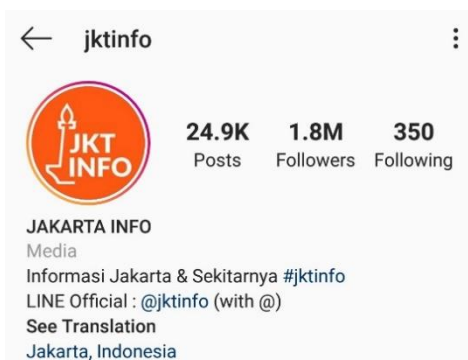 jktinfo
JKT
INFO
24.9K 1.8M 350
Posts Followers Following
JAKARTA INFO
Media
Informasi Jakarta & Sekitarnya #jktinfo
LINE Official : @jktinfo (with @)
See Translation
Jakarta, Indonesia